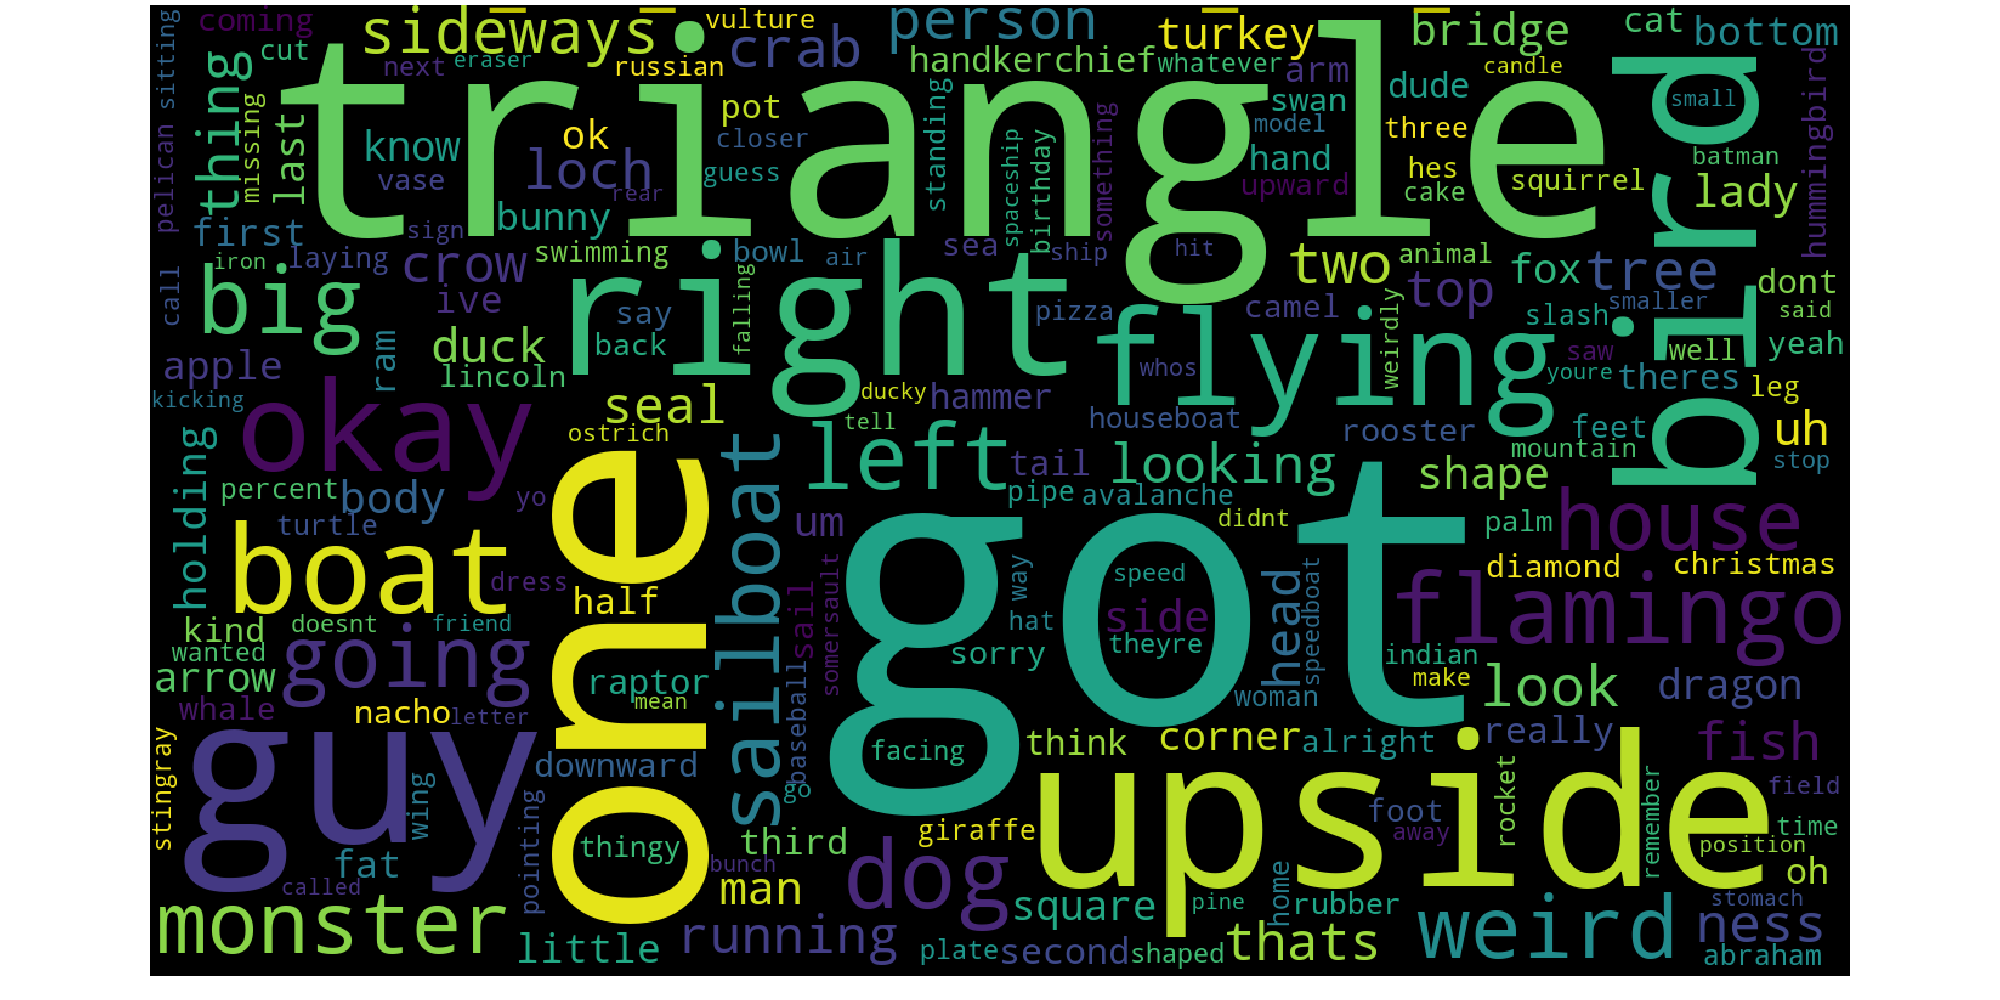 coming
vulture
person
turkey
bridge
cat
bottom
sideways
crab
cut
next
eraser
russian
handkerchief
whatever
arm
candle
pelican
sitting
thing
triangle
missing
last
know
vase
ok
pot
closer
loch
guess
rear
bunny
standing
spaceship
birthday
something
swan
model
hand
upward
dude
three
hes
cake
squirrel
small
batman
lady
bird
hummingbird
first
sign
laying
iron
call
big
crow
ive
swimming
bowl
air
falling
sea
ship
hit
two
animal
fox
tree
top
dont
said
smaller
slash
camel
pizza
right
flying
weirdly
say
back
duck
lincoln
ram
apple
kicking
okay
seal
ostrich
ducky
tell
hammer
whos
houseboat
rooster
saw
youre
well
theres
yeah
leg
feet
uh
mountain
stop
holding
percent
body
turtle
yo
one
sailboat
left
um
tail
looking
pipe
avalanche
didnt
shape
palm
house
diamond
christmas
boat
dress
half
sail
somersault
way
hat
got
speed
side
theyre
head
speedboat
flamingo
indian
make
look
dragon
kind
doesnt
friend
wanted
going
arrow
whale
nacho
letter
raptor
mean
sorry
woman
baseball
go
facing
think
corner
alright
really
fish
stingray
guy
wing
downward
pointing
thingy
third
bunch
giraffe
upside
foot
away
rocket
remember
field
time
position
oh
fat
called
man
dog
square
home
pine
rubber
stomach
monster
little
running
plate
second
shaped
thats
weird
ness
abraham